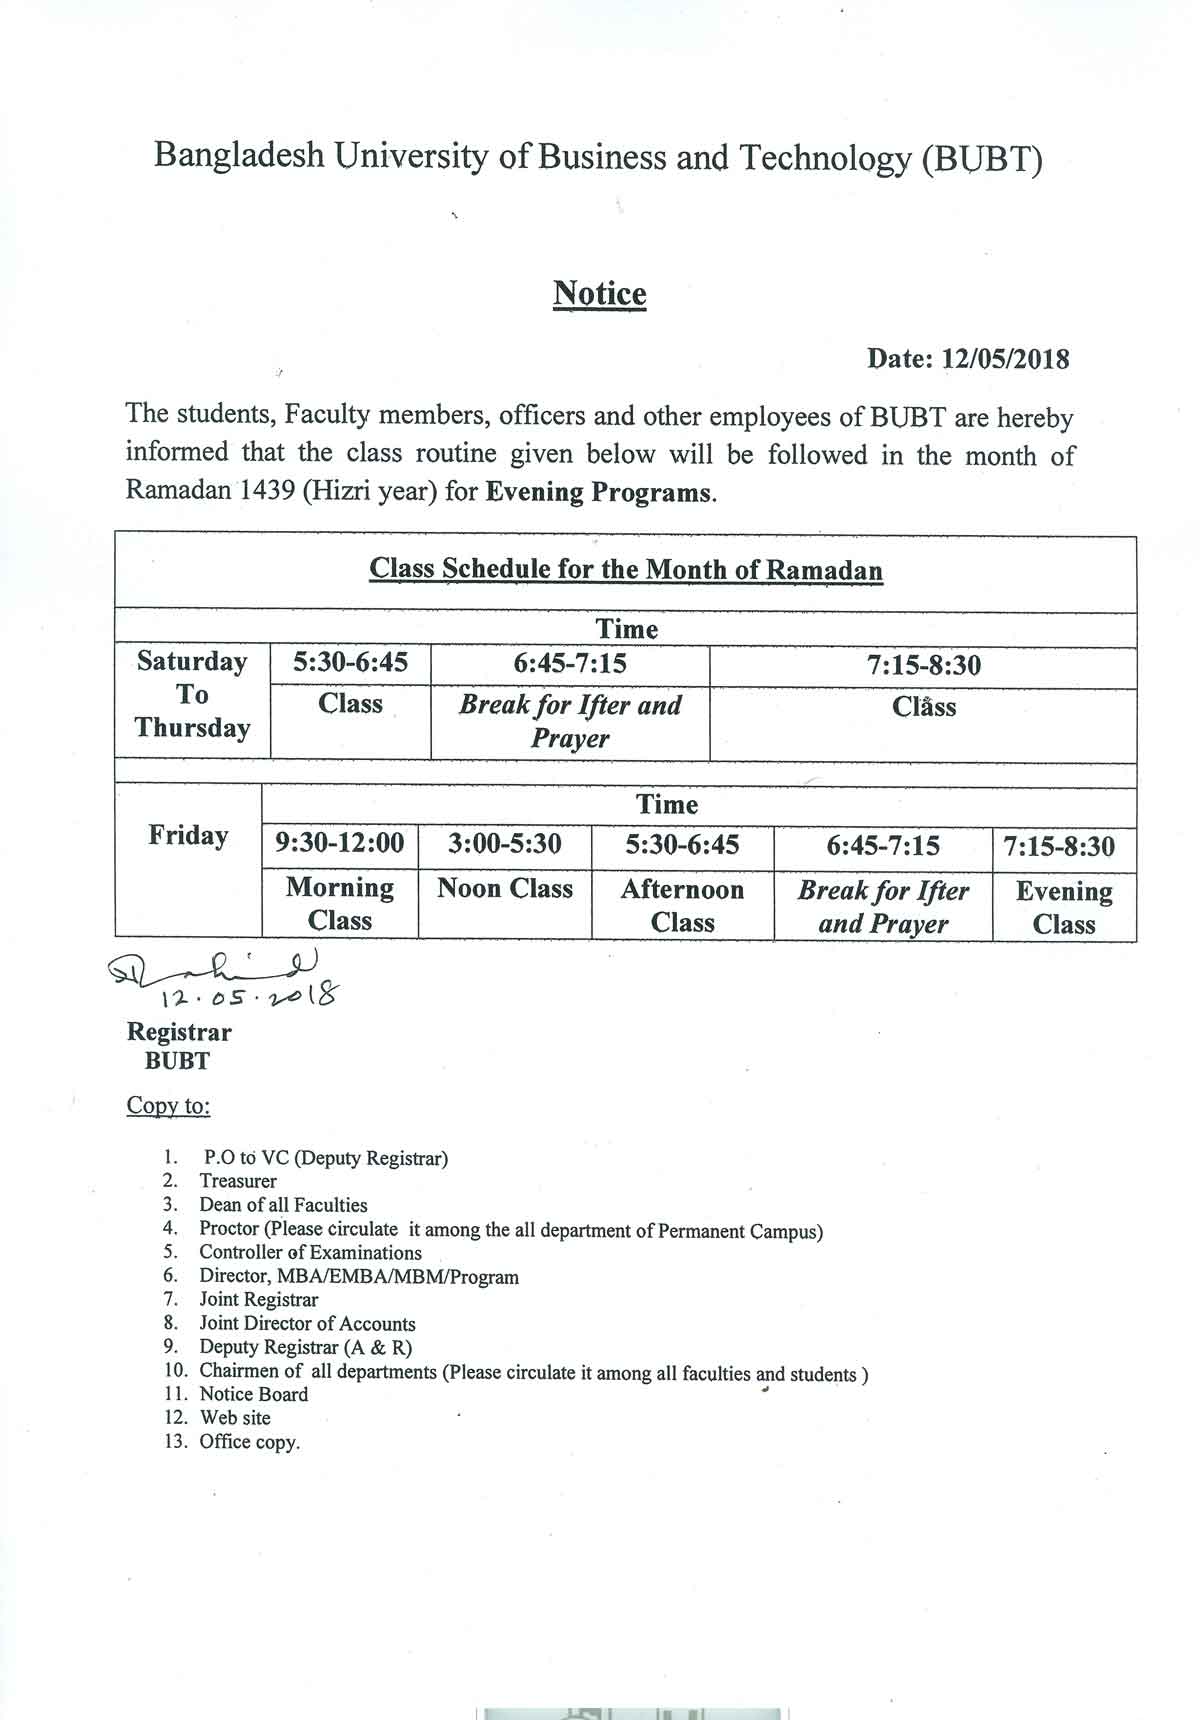 Bangladesh University of Business and Technology (BUBT)
Notice
Date: 12/05/2018
The students, Faculty members, officers and other employees of BUBT are hereby
informed that the class routine given below will be followed in the month of
Ramadan 1439 (Hizri year) for Evening Programs.
Class Schedule for the Month of Ramadan
Time
Saturday
To
Thursday
5:30-6:45
6:45-7:15
7:15-8:30
Class
Break for Ifter and
Prayer
Class
Friday
Time
9:30-12:00
3:00-5:30
5:30-6:45
6:45-7:15
7:15-8:30
Morning
Class
Noon Class
Afternoon
Class
Break for Ifter
and Prayer
Evening
Class
12.05.2018
Registrar
BUBT
Copy to:
1. P.O to VC (Deputy Registrar)
2. Treasurer
3. Dean of all Faculties
4. Proctor (Please circulate it among the all department of Permanent Campus)
5. Controller of Examinations
6. Director, MBA/EMBA/MBM/Program
7. Joint Registrar
8. Joint Director of Accounts
9. Deputy Registrar (A & R)
10. Chairmen of all departments (Please circulate it among all faculties and students )
11. Notice Board
12. Web site
13. Office copy.